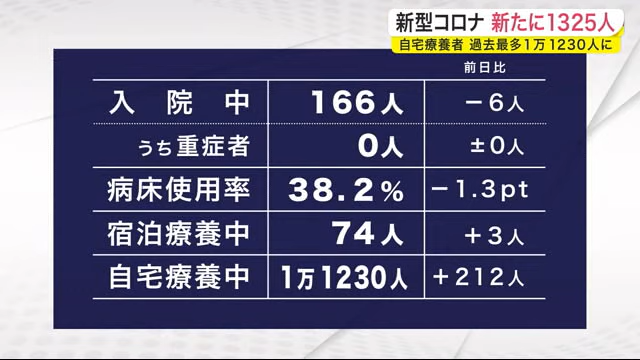 新型コロナ 新たに1325人
自宅療養者 過去最多1万1230人に
前日比
入院中 166人 −6人
うち重症者 0人 ±0人
病床使用率 38.2% −1.3pt
宿泊療養中 74人 +3人
自宅療養中 1万1230人 +212人